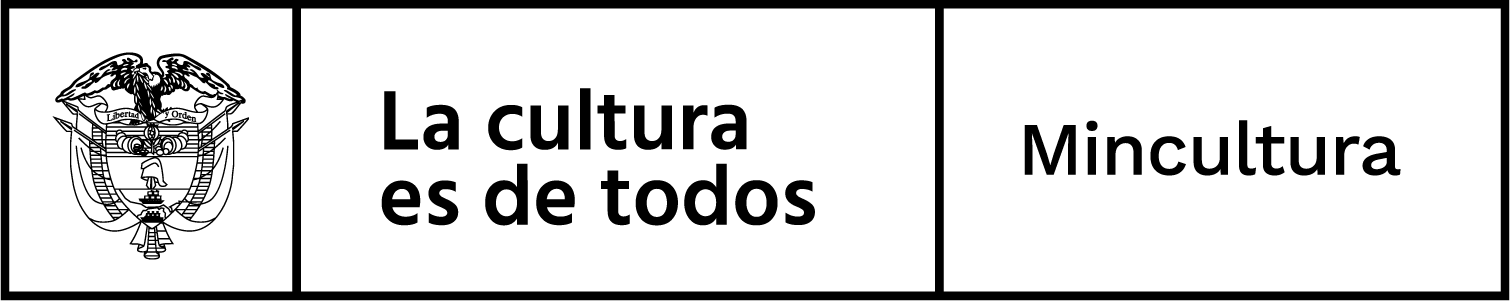 Libertad y Orden
La cultura
es de todos
Mincultura